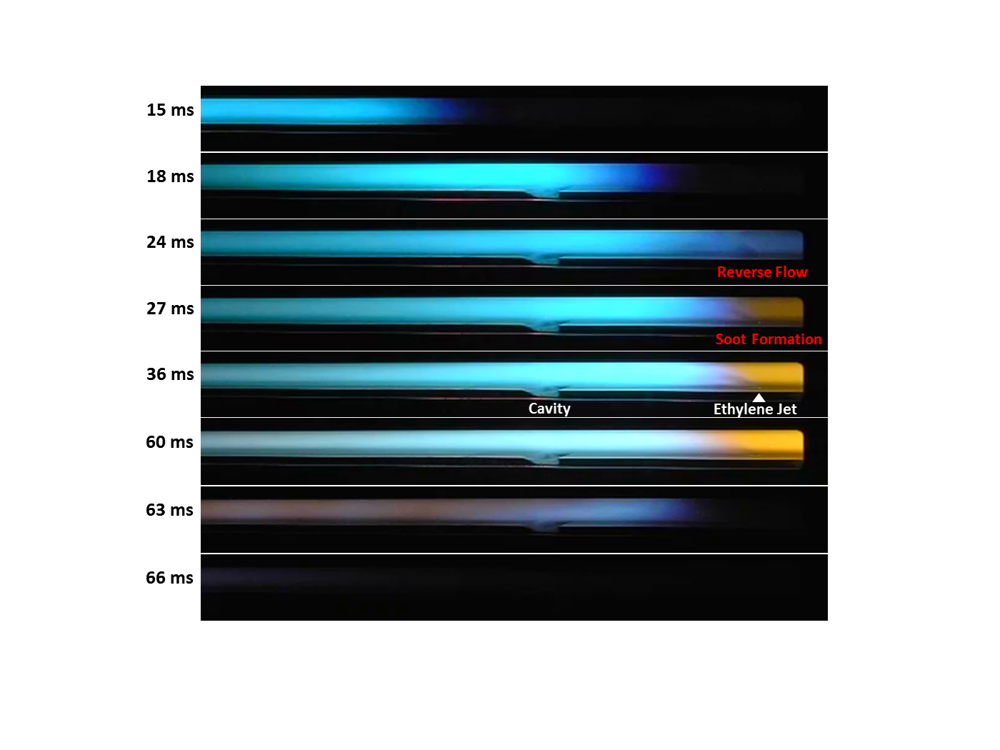 15 ms
18 ms
24 ms
Reverse Flow
27 ms
Soot Formation
36 ms
Cavity
Ethylene Jet
60 ms
63 ms
66 ms